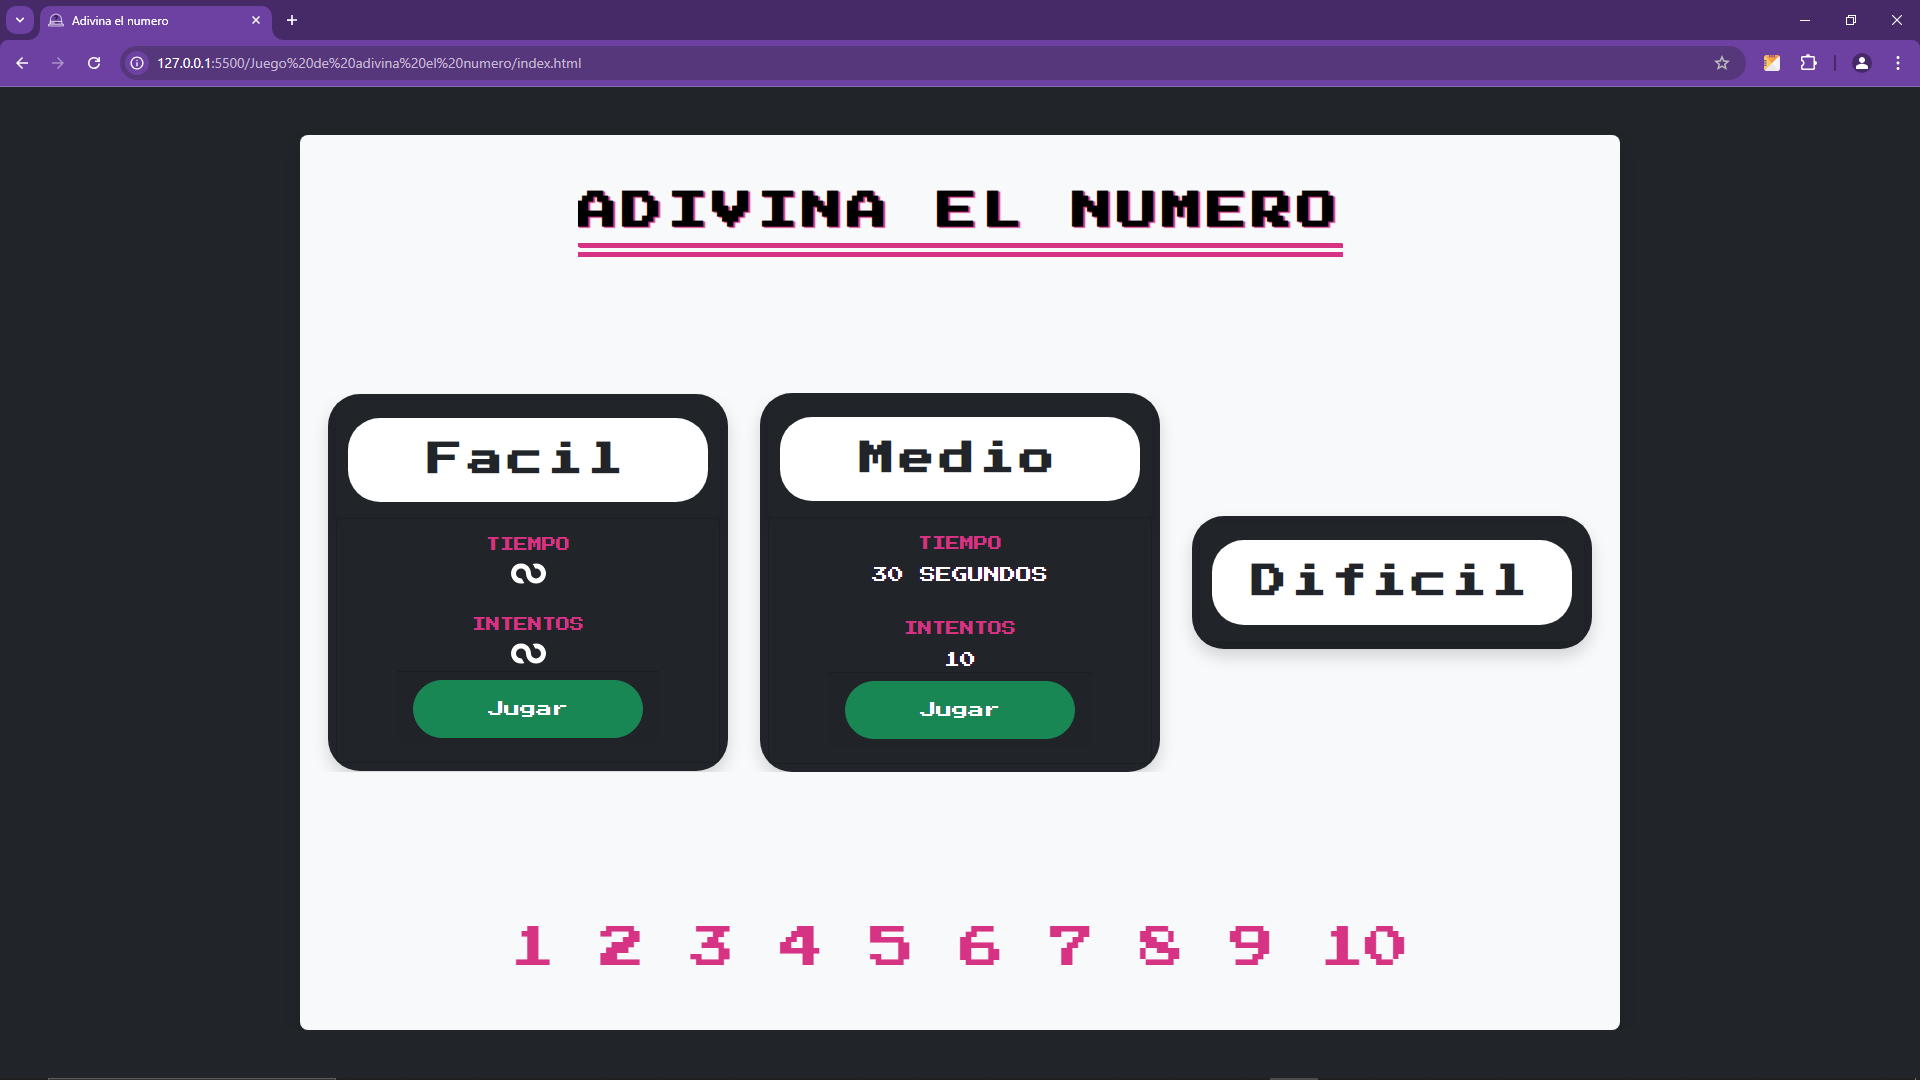 Adivina el numero
127.0.0.1:5500/Juego%20de%20adivina%20el%20numero/index.html
ADIVINA EL NUMERO
Facil
TIEMPO
∞
INTENTOS
∞
Jugar
Medio
TIEMPO
30 SEGUNDOS
INTENTOS
10
Jugar
Dificil
1 2 3 4 5 6 7 8 9 10